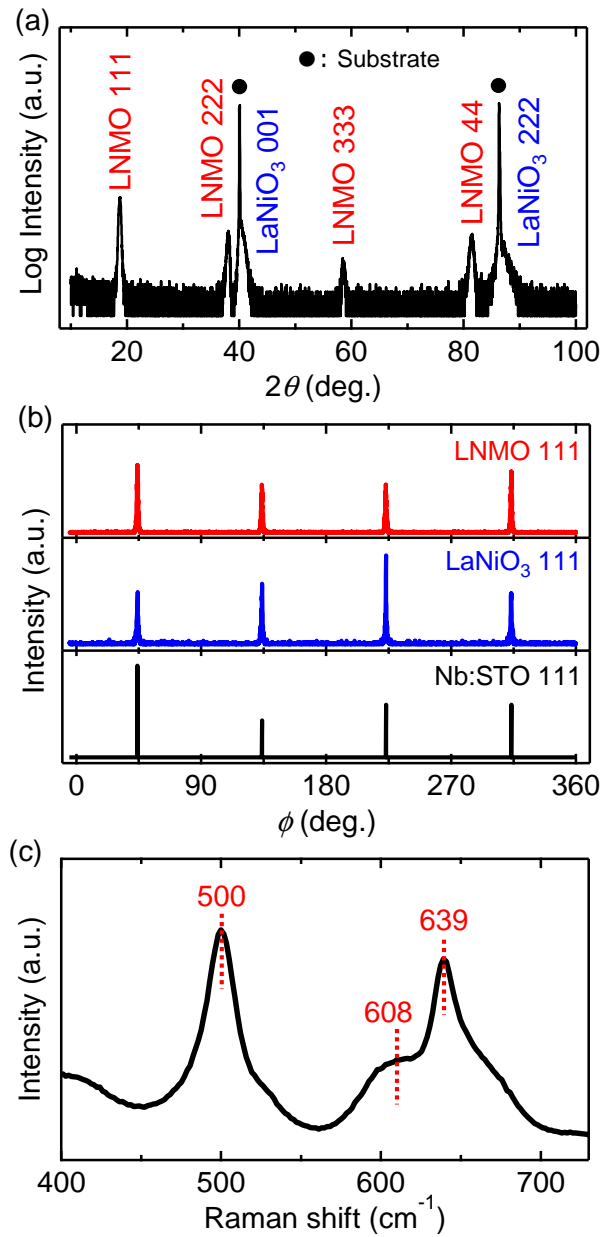 (a)
●: Substrate
LNMO 111
LNMO 222
LaNiO₃ 001
LNMO 333
LNMO 44
LaNiO₃ 222
Log Intensity (a.u.)
20 40 60 80 100
2θ (deg.)
(b)
LNMO 111
LaNiO₃ 111
Nb:STO 111
Intensity (a.u.)
0 90 180 270 360
ϕ (deg.)
(c)
500
639
608
Intensity (a.u.)
400 500 600 700
Raman shift (cm⁻¹)